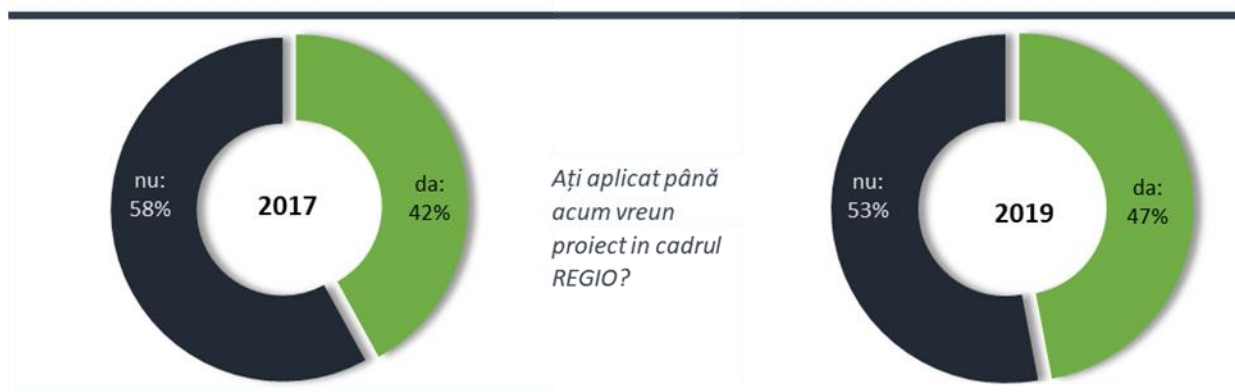 nu:
58%
2017
da:
42%
Ați aplicat până
acum vreun
proiect in cadrul
REGIO?
nu:
53%
2019
da:
47%